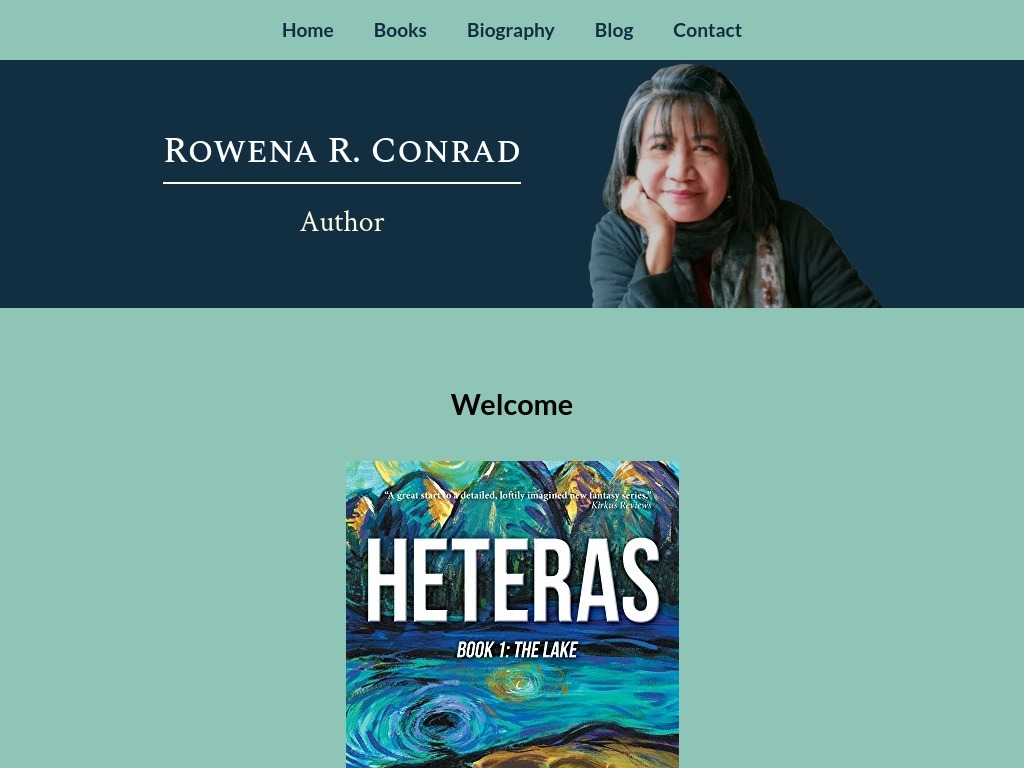 Home Books Biography Blog Contact
Rowena R. Conrad
Author
Welcome
“A great start to a detailed, loftily imagined new fantasy series.”
Kirkus Reviews
HETERAS
BOOK 1: THE LAKE